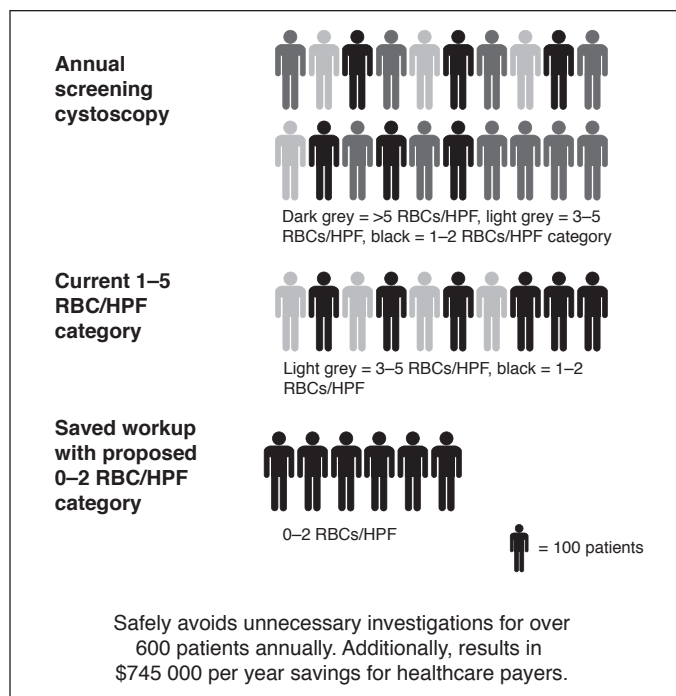 Annual
screening
cystoscopy
Dark grey = >5 RBCs/HPF, light grey = 3–5
RBCs/HPF, black = 1–2 RBCs/HPF category
Current 1–5
RBC/HPF
category
Light grey = 3–5 RBCs/HPF, black = 1–2
RBCs/HPF
Saved workup
with proposed
0–2 RBC/HPF
category
0–2 RBCs/HPF
= 100 patients
Safely avoids unnecessary investigations for over
600 patients annually. Additionally, results in
$745 000 per year savings for healthcare payers.